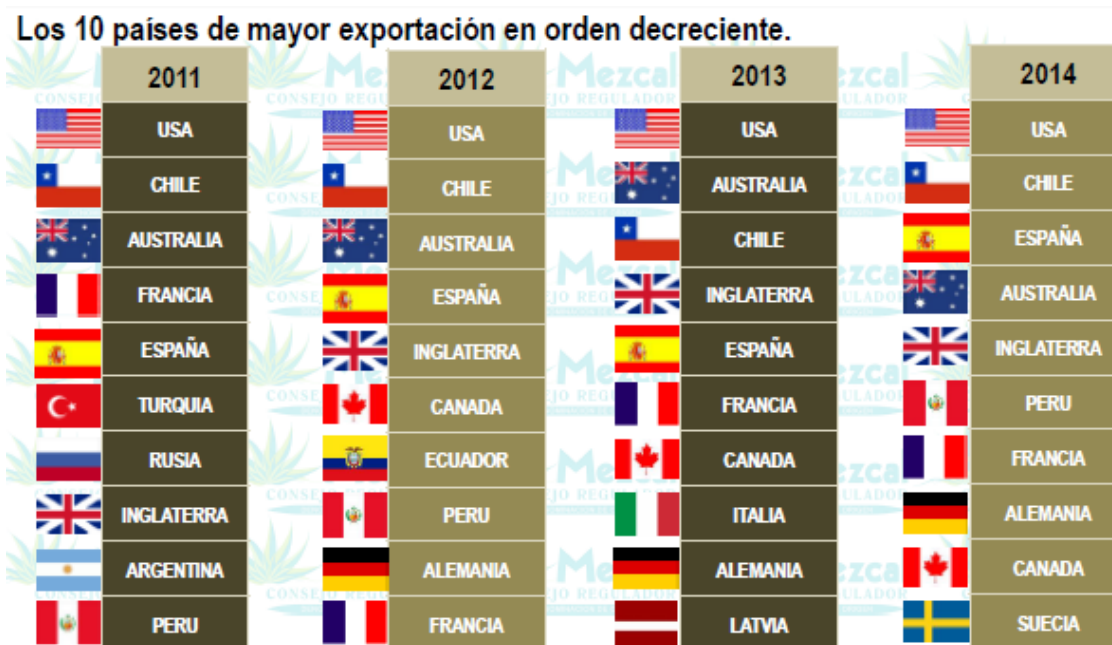 Los 10 países de mayor exportación en orden decreciente.
2011 2012 2013 2014
USA USA USA USA
CHILE CHILE AUSTRALIA CHILE
AUSTRALIA AUSTRALIA CHILE ESPAÑA
FRANCIA ESPAÑA INGLATERRA AUSTRALIA
ESPAÑA INGLATERRA ESPAÑA INGLATERRA
TURQUIA CANADA FRANCIA PERU
RUSIA ECUADOR CANADA FRANCIA
INGLATERRA PERU ITALIA ALEMANIA
ARGENTINA ALEMANIA ALEMANIA CANADA
PERU FRANCIA LATVIA SUECIA